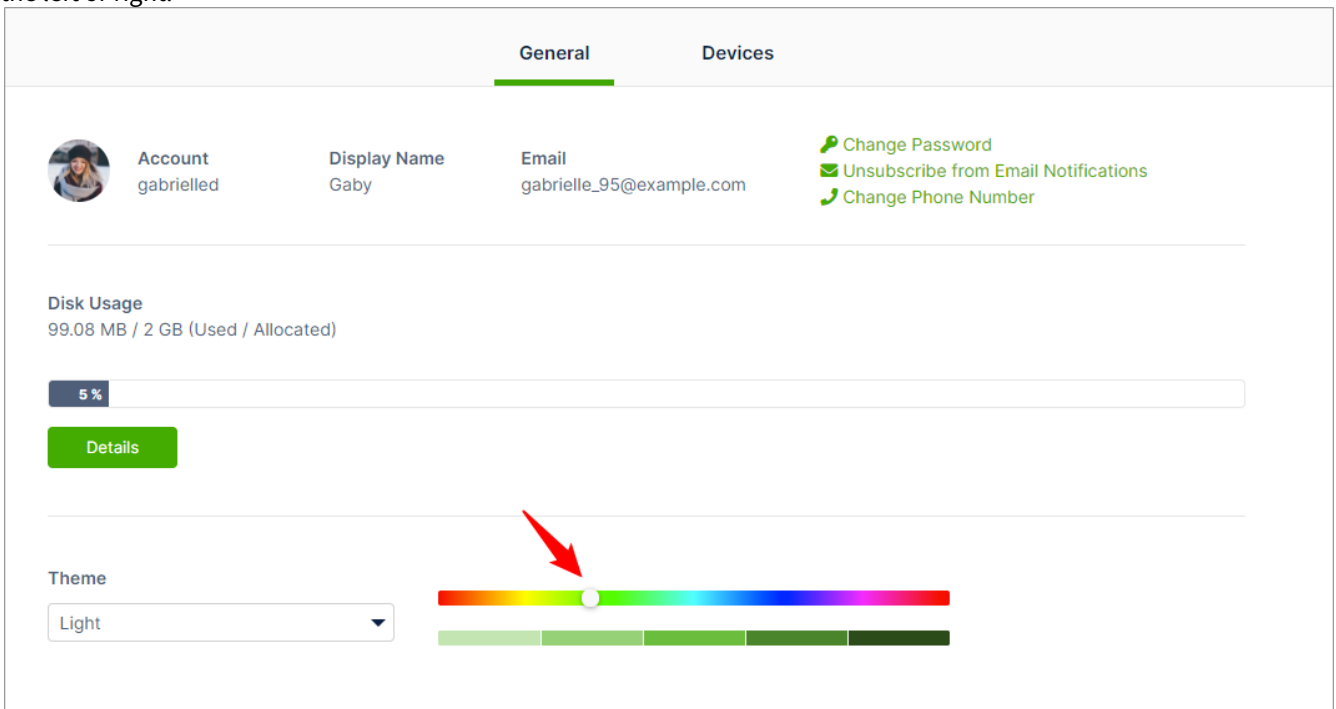 General Devices
Account Display Name Email
gabrielled Gaby gabrielle_95@example.com
Change Password
Unsubscribe from Email Notifications
Change Phone Number
Disk Usage
99.08 MB / 2 GB (Used / Allocated)
5 %
Details
Theme
Light